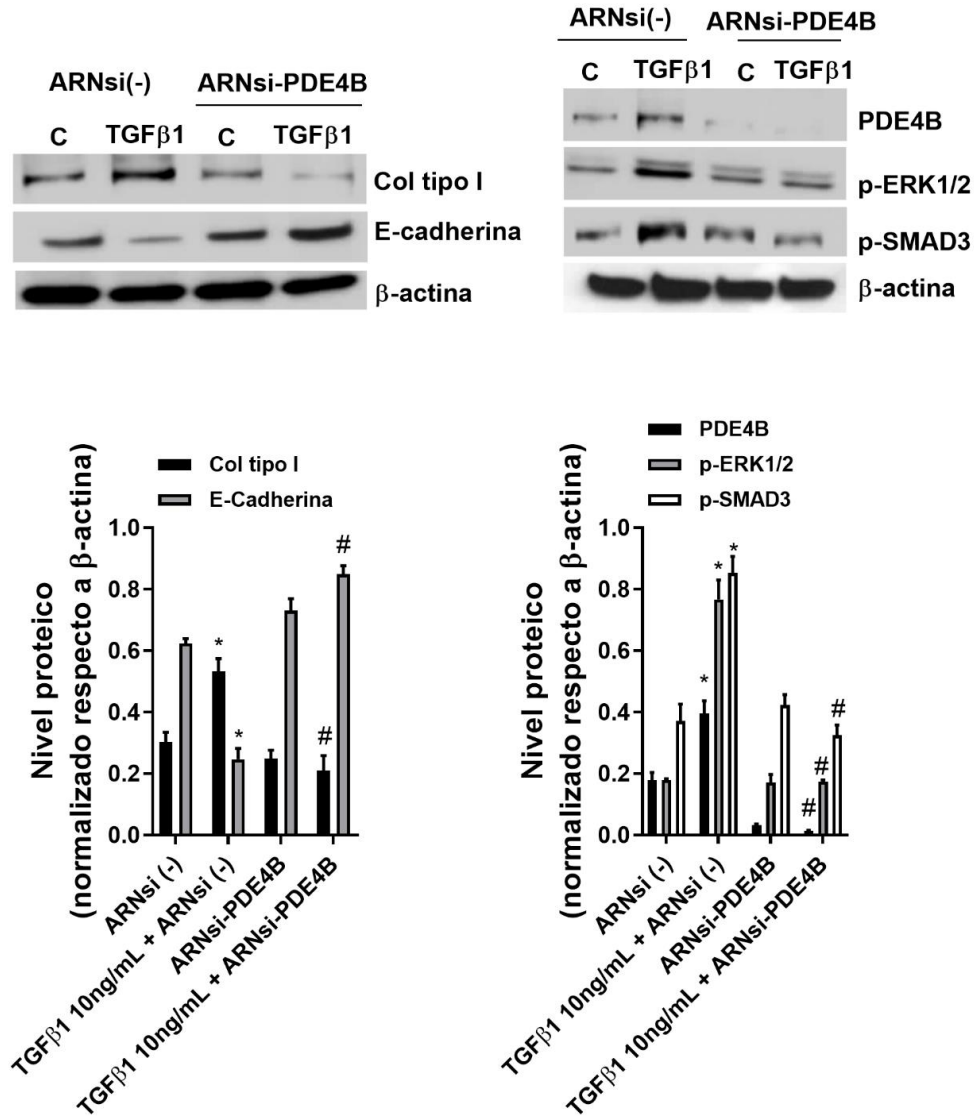 ARNsi(-) ARNsi-PDE4B
C TGFβ1 C TGFβ1
Col tipo I
E-cadherina
β-actina
ARNsi(-) ARNsi-PDE4B
C TGFβ1 C TGFβ1
PDE4B
p-ERK1/2
p-SMAD3
β-actina
Col tipo I
E-Cadherina
Nivel proteico
(normalizado respecto a β-actina)
1.0
0.8
0.6
0.4
0.2
0.0
*
*
#
#
ARNsi (-)
TGFβ1 10ng/mL + ARNsi (-)
ARNsi-PDE4B
TGFβ1 10ng/mL + ARNsi-PDE4B
PDE4B
p-ERK1/2
p-SMAD3
Nivel proteico
(normalizado respecto a β-actina)
1.0
0.8
0.6
0.4
0.2
0.0
*
*
*
#
#
#
ARNsi (-)
TGFβ1 10ng/mL + ARNsi (-)
ARNsi-PDE4B
TGFβ1 10ng/mL + ARNsi-PDE4B